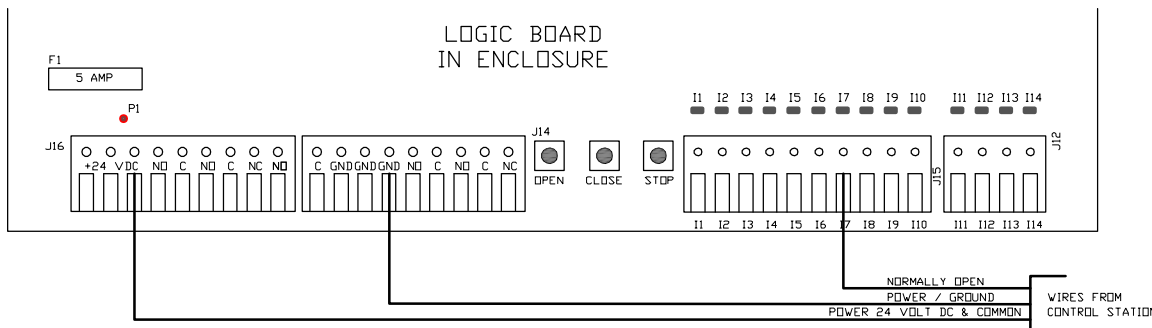 LOGIC BOARD
IN ENCLOSURE
F1
5 AMP
P1
I1 I2 I3 I4 I5 I6 I7 I8 I9 I10 I11 I12 I13 I14
J16
J14
J12
+24 VDC NO C NO C NC NO
C GND GND GND NO C NO C NC
OPEN CLOSE STOP
J15
I1 I2 I3 I4 I5 I6 I7 I8 I9 I10 I11 I12 I13 I14
NORMALLY OPEN
POWER / GROUND
POWER 24 VOLT DC & COMMON
WIRES FROM
CONTROL STATION